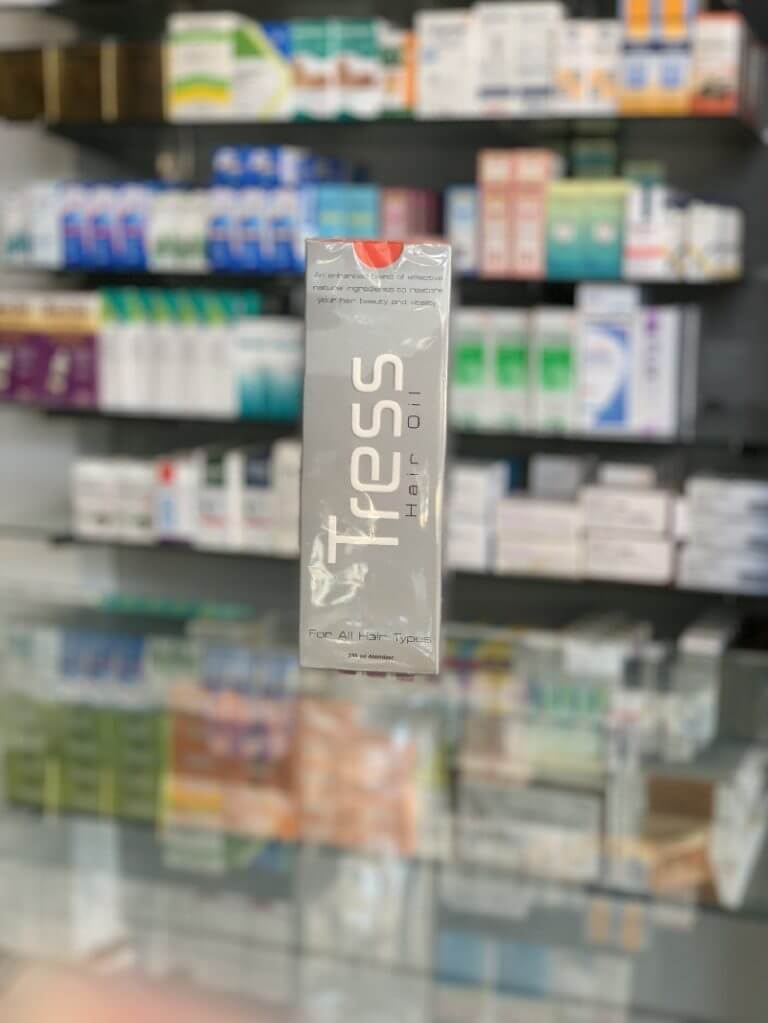 An enhanced blend of effective
natural ingredients to restore
your hair beauty and vitality
Tress
Hair Oil
For All Hair Types